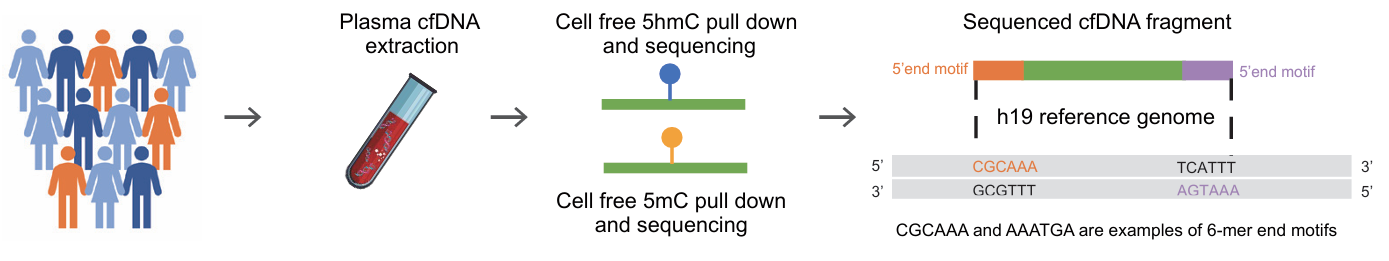 Plasma cfDNA
extraction
Cell free 5hmC pull down
and sequencing
Cell free 5mC pull down
and sequencing
Sequenced cfDNA fragment
5'end motif
5'end motif
h19 reference genome
5' CGCAAA TCATTT 3'
3' GCGTTT AGTAAA 5'
CGCAAA and AAATGA are examples of 6-mer end motifs